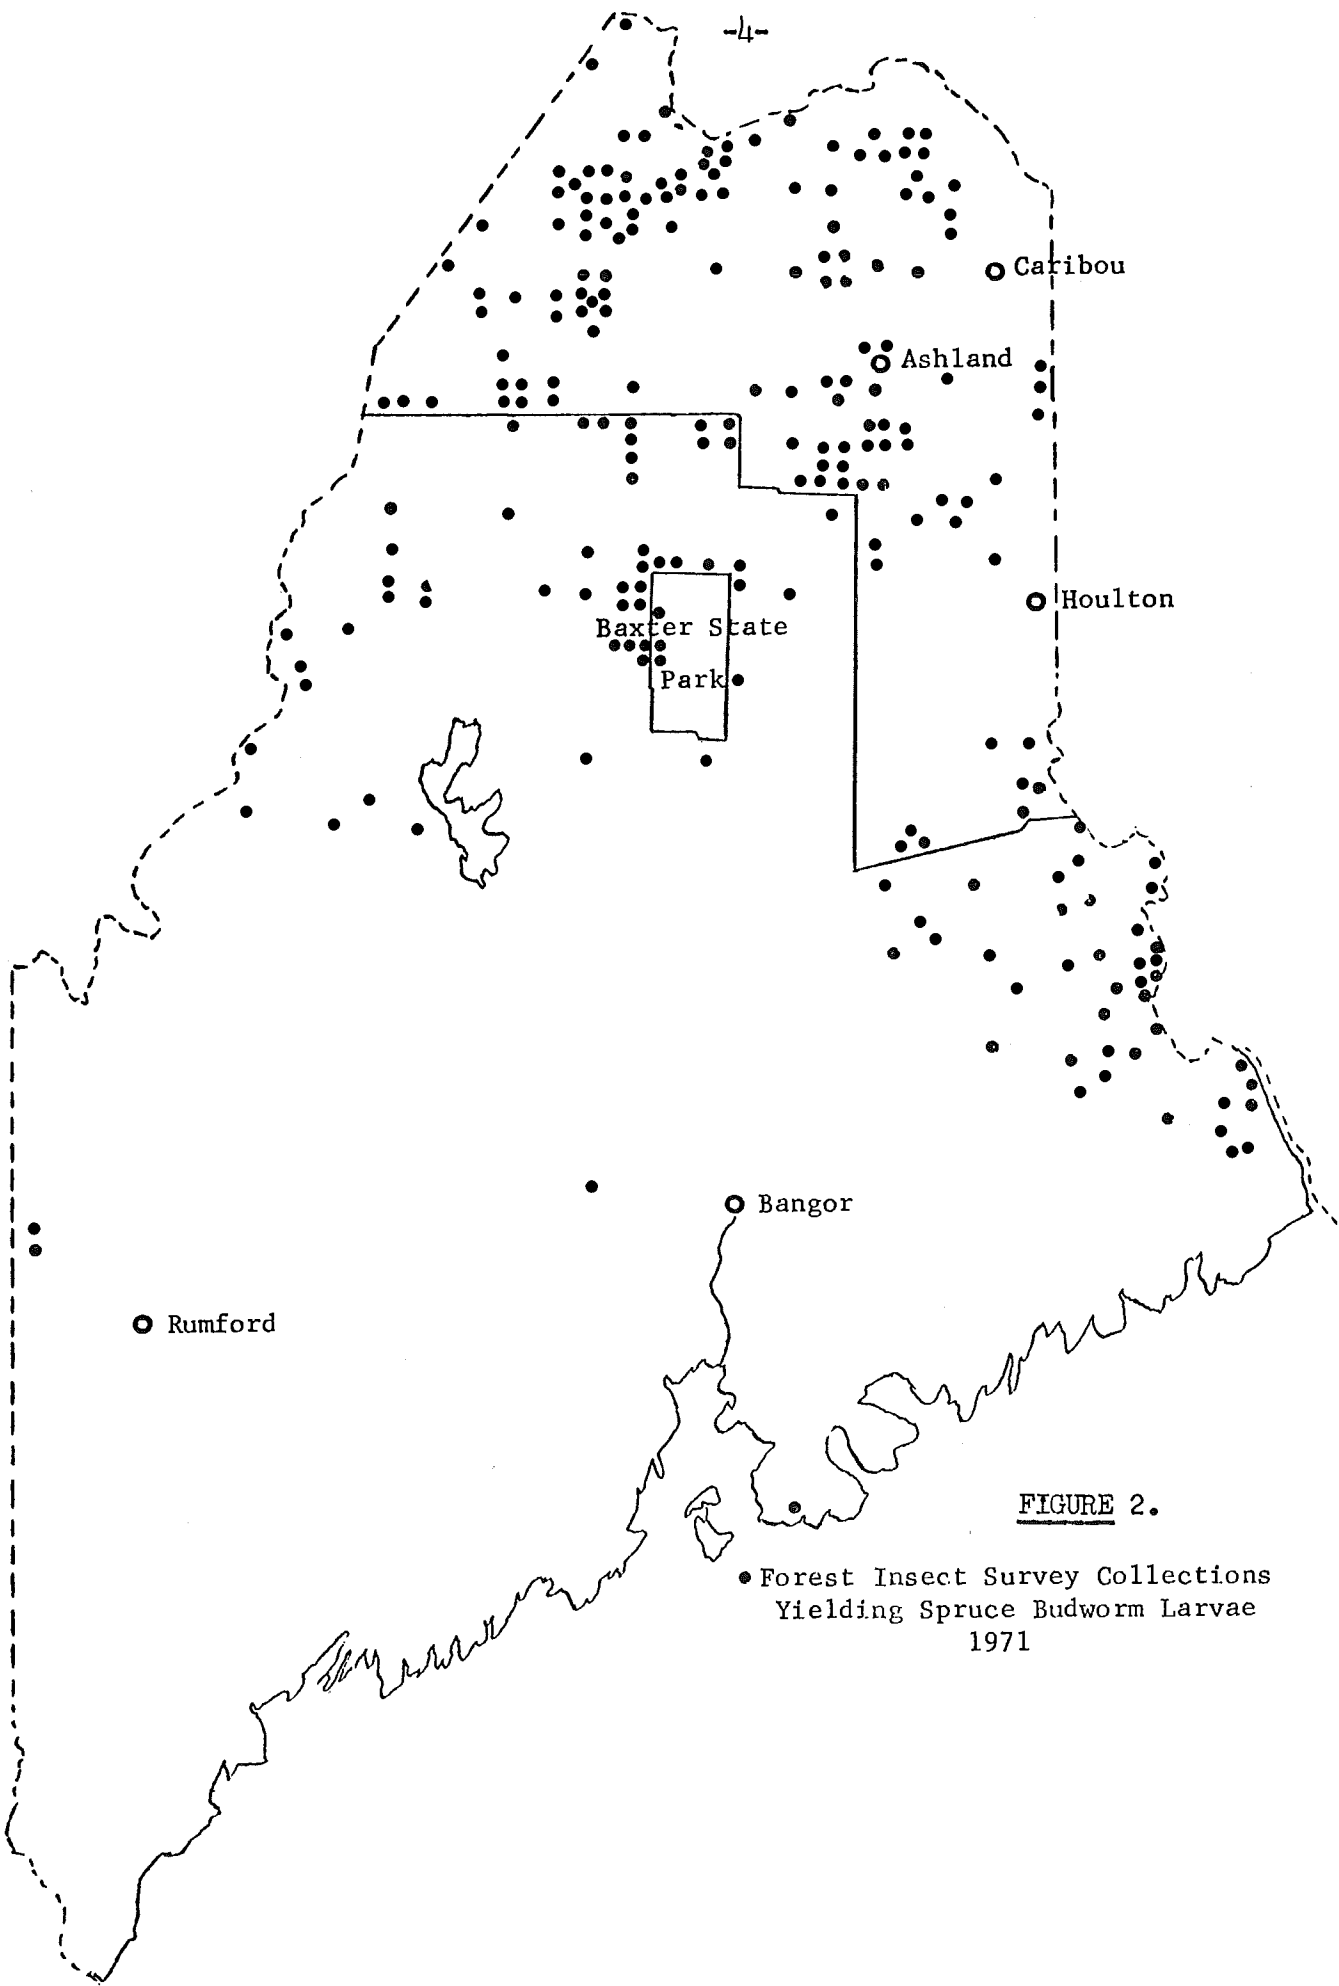 -4-
Caribou
Ashland
Houlton
Baxter State
Park
Bangor
Rumford
FIGURE 2.
Forest Insect Survey Collections
Yielding Spruce Budworm Larvae
1971